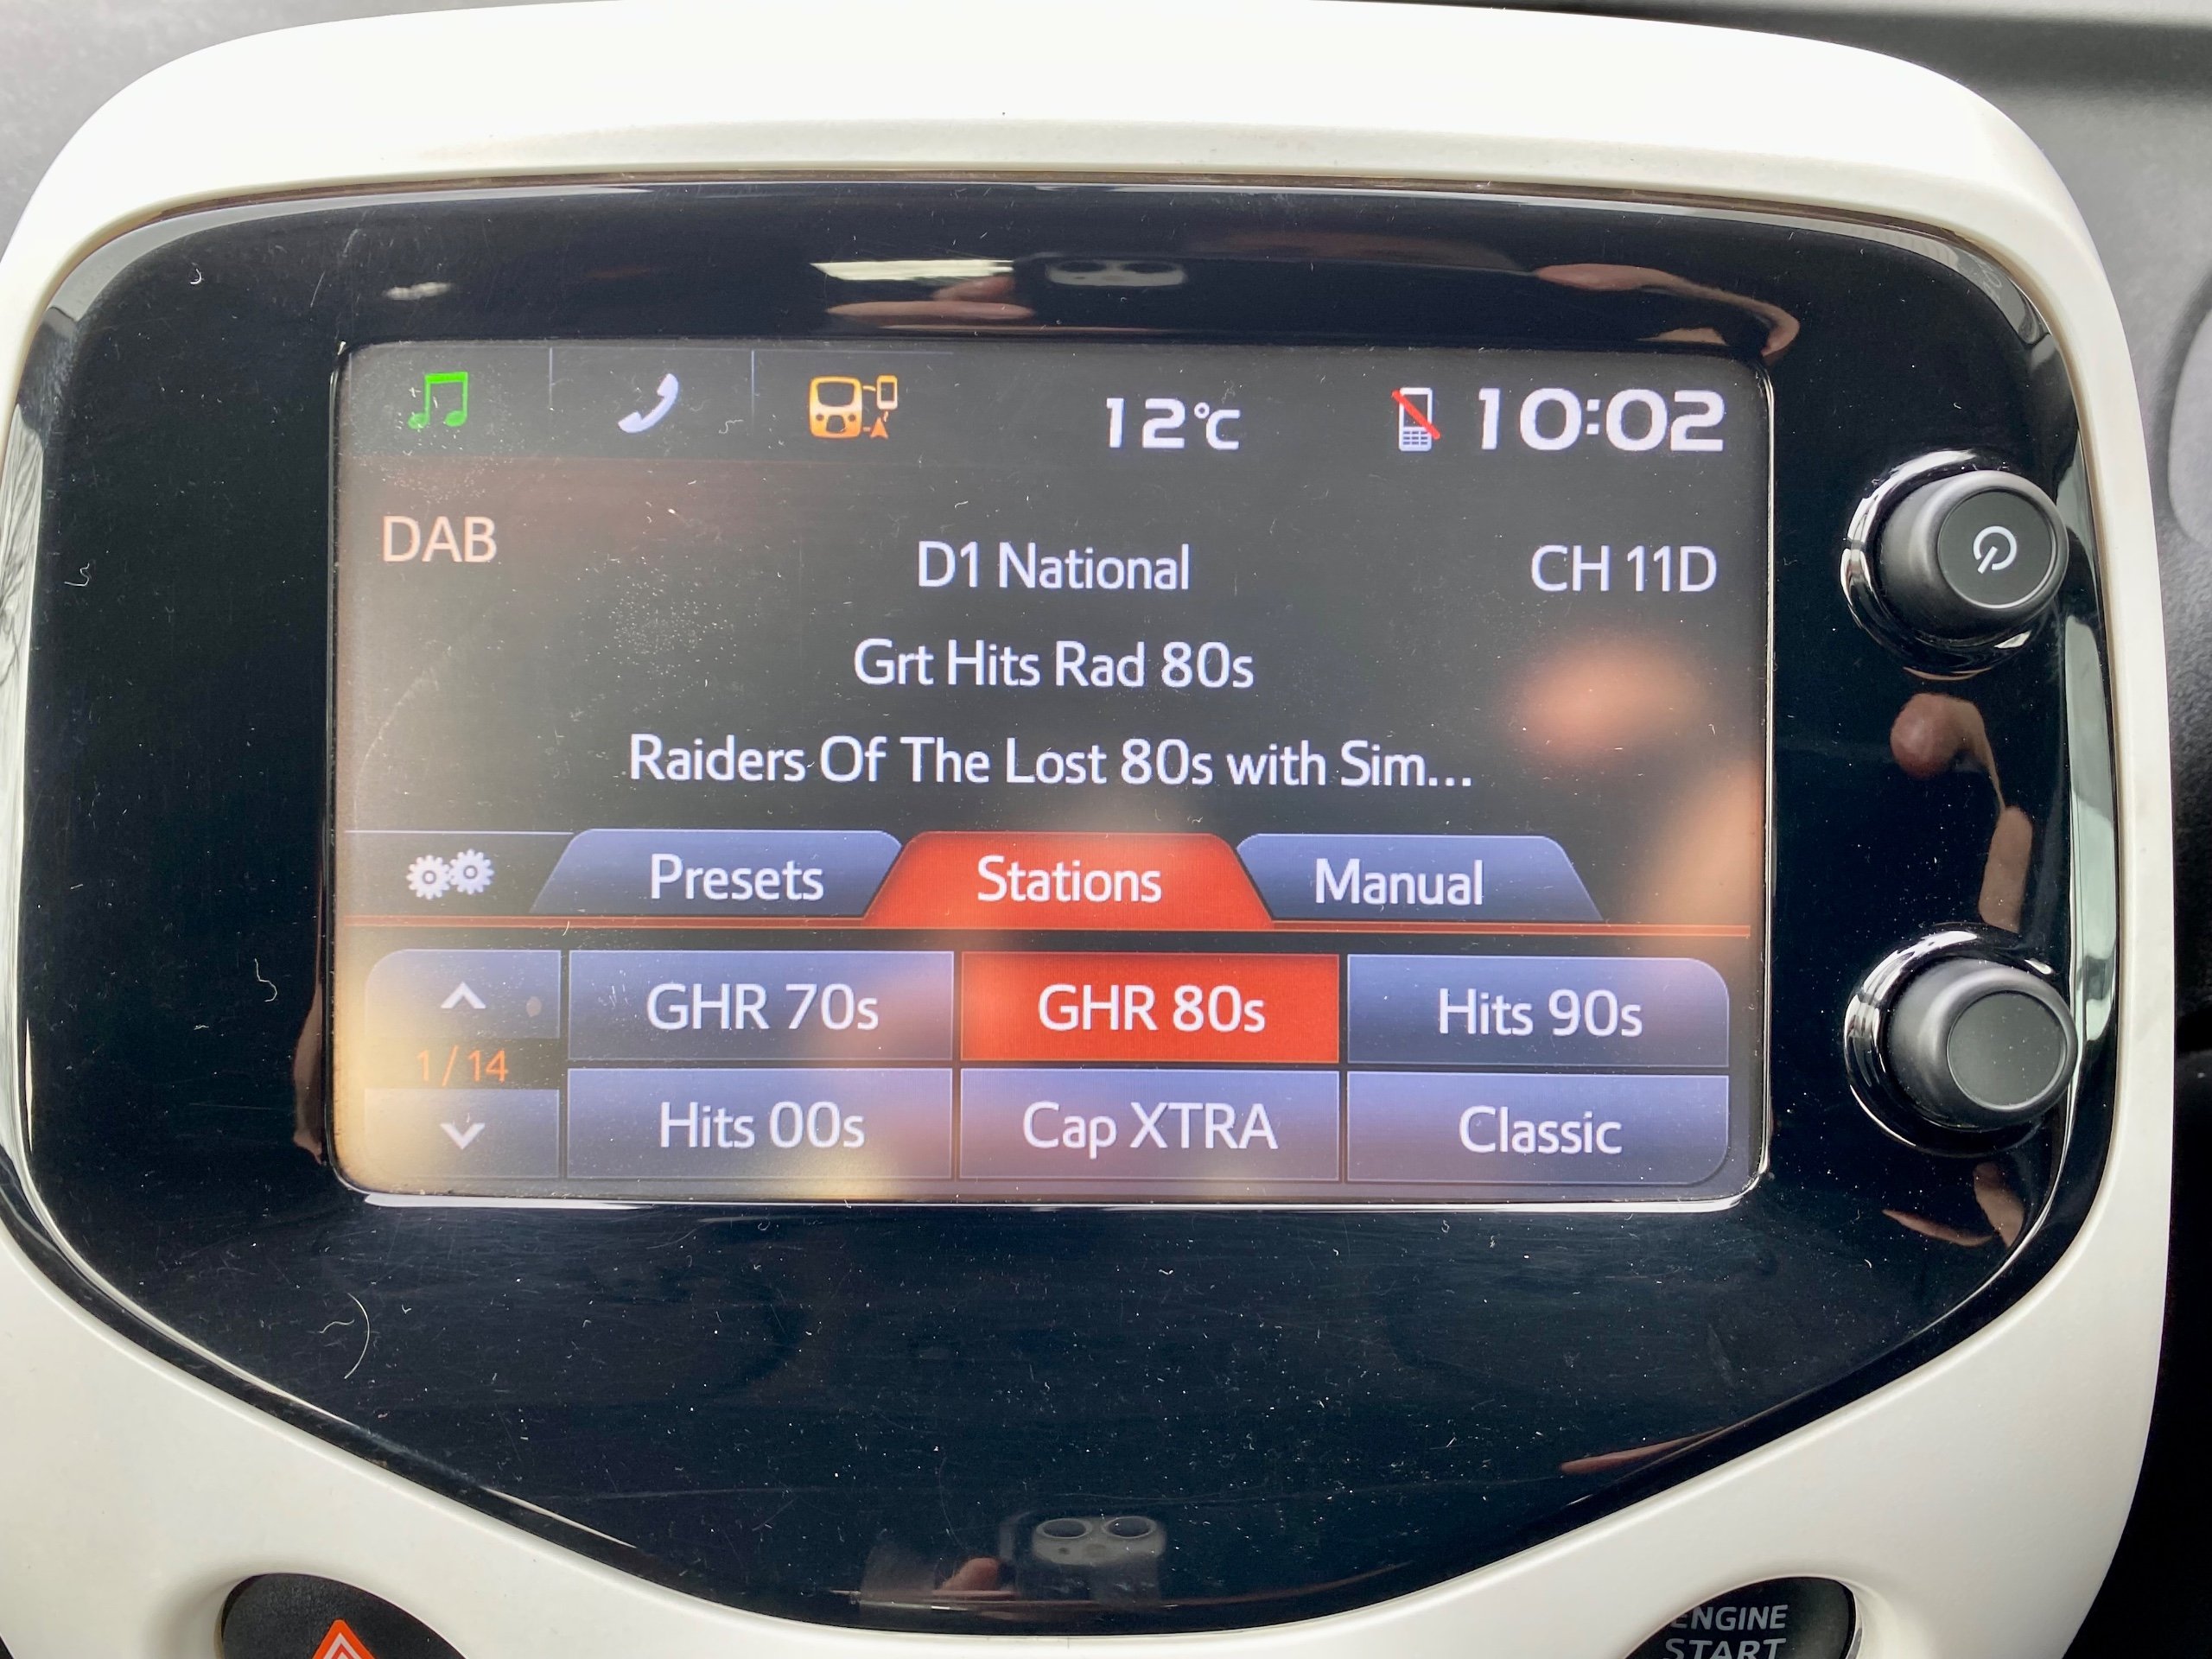 12°C
10:02
DAB
D1 National
CH 11D
Grt Hits Rad 80s
Raiders Of The Lost 80s with Sim...
Presets
Stations
Manual
GHR 70s
GHR 80s
Hits 90s
1/14
Hits 00s
Cap XTRA
Classic
ENGINE
START